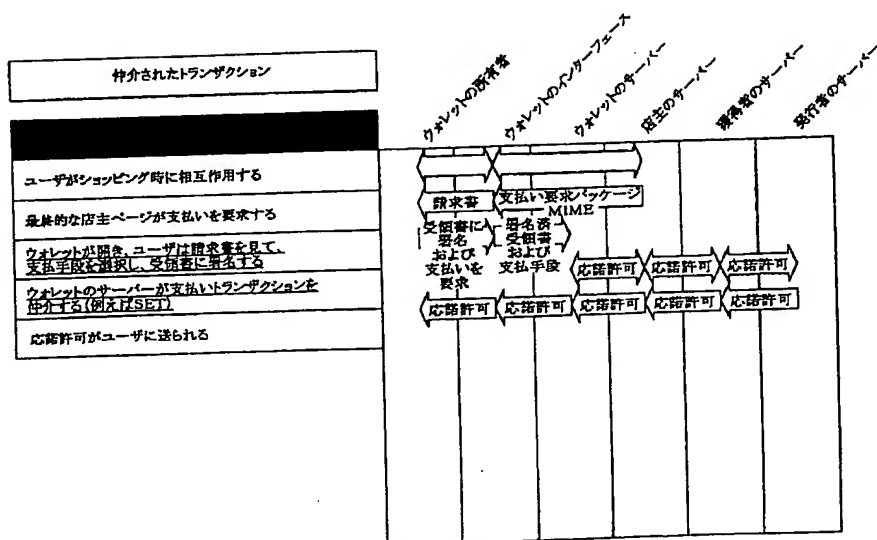 仲介されたトランザクション
ウォレットの所有者
ウォレットのインターフェース
ウォレットのサーバー
店主のサーバー
獲得者のサーバー
発行者のサーバー
ユーザがショッピング時に相互作用する
最終的な店主ページが支払いを要求する
ウォレットが開き、ユーザは請求書を見て、
支払手段を選択し、受領書に署名する
ウォレットのサーバーが支払いトランザクションを
仲介する(例えばSET)
応諾許可がユーザに送られる
請求書
支払い要求パッケージ
MIME
受領書に
署名
および
支払いを
要求
署名済
受領書
および
支払手段
応諾許可
応諾許可
応諾許可
応諾許可
応諾許可
応諾許可
応諾許可
応諾許可